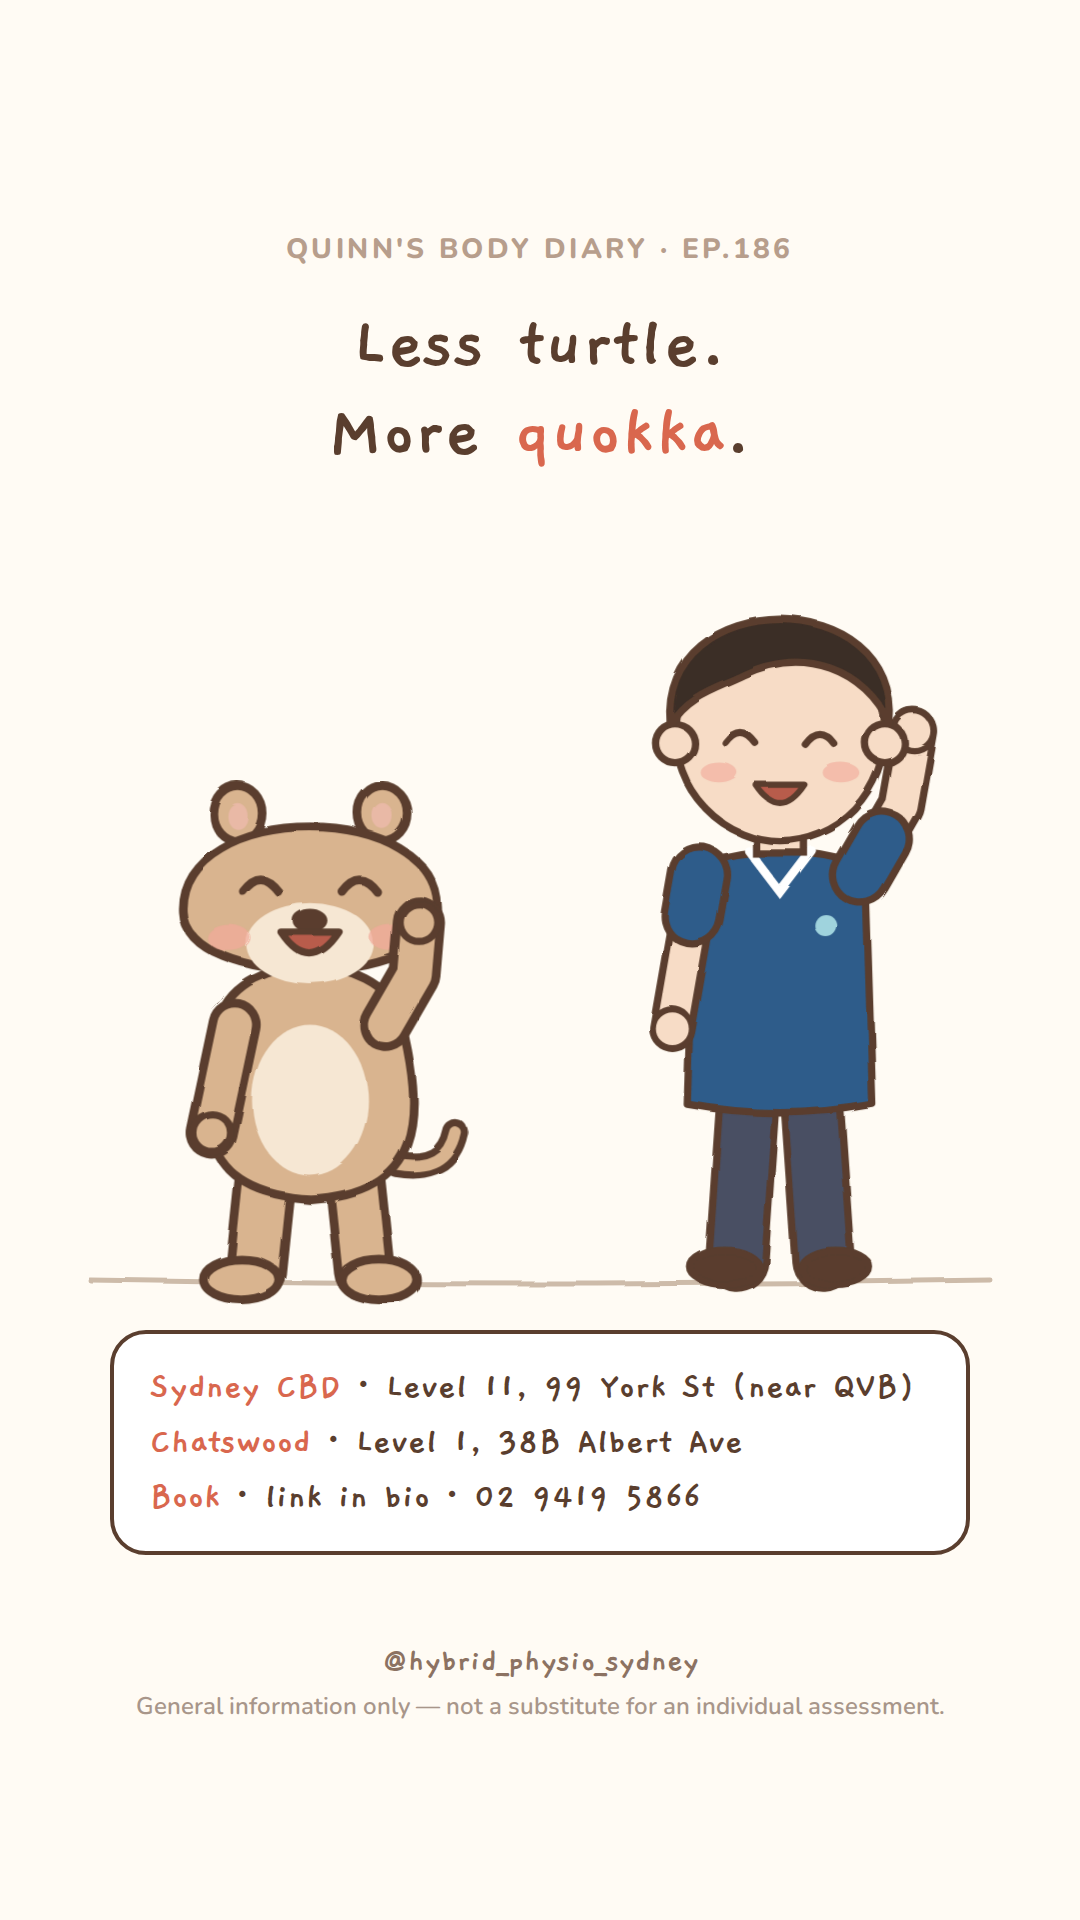 QUINN'S BODY DIARY · EP.186
Less turtle.
More quokka.
Sydney CBD · Level 11, 99 York St (near QVB)
Chatswood · Level 1, 38B Albert Ave
Book · link in bio · 02 9419 5866
@hybrid_physio_sydney
General information only — not a substitute for an individual assessment.